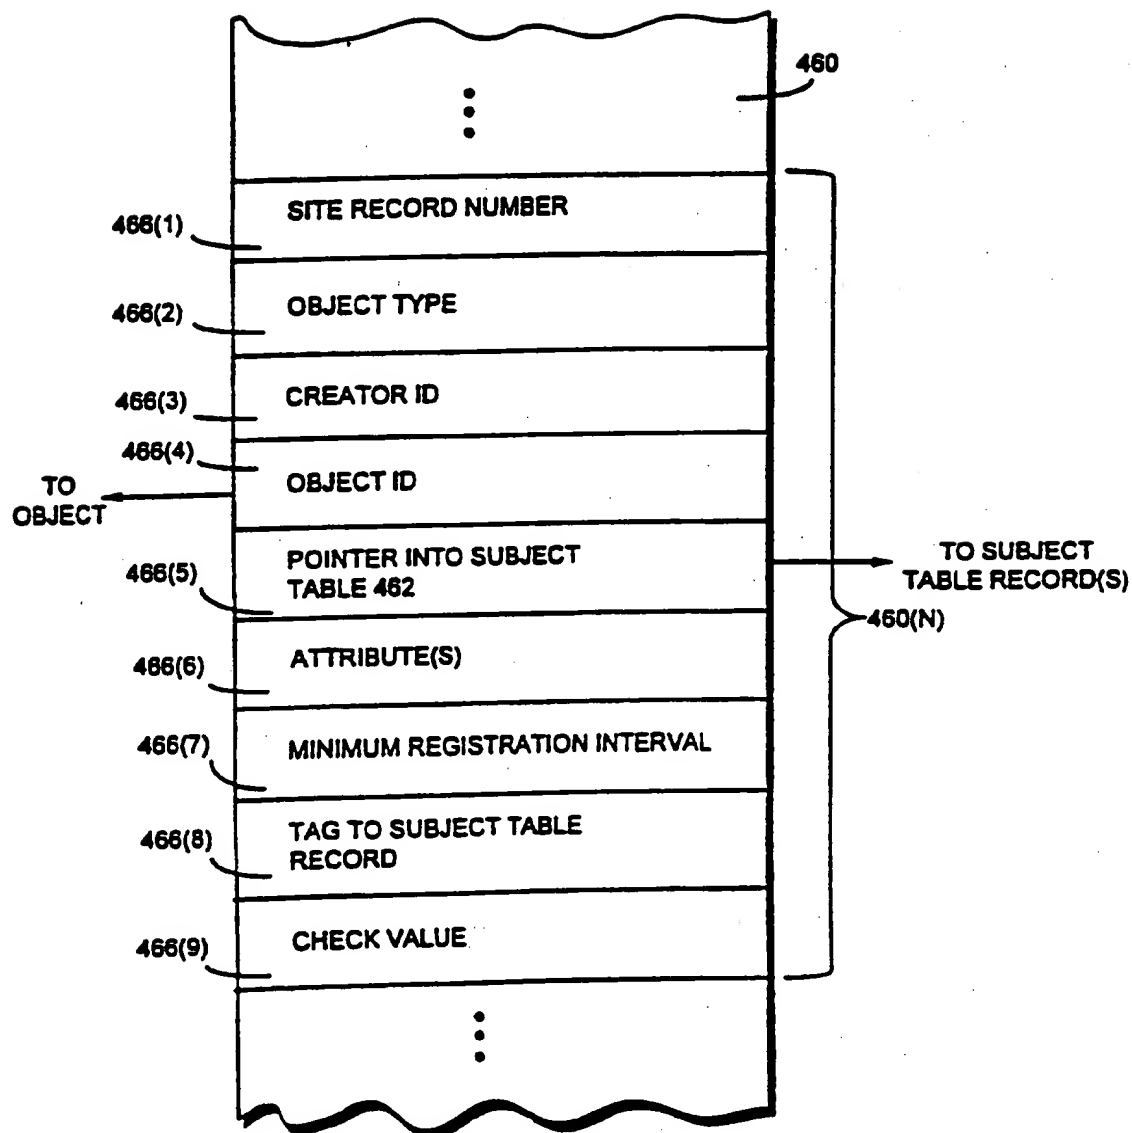 460
SITE RECORD NUMBER
466(1)
OBJECT TYPE
466(2)
CREATOR ID
466(3)
466(4)
OBJECT ID
TO
OBJECT
POINTER INTO SUBJECT
TABLE 462
466(5)
TO SUBJECT
TABLE RECORD(S)
460(N)
ATTRIBUTE(S)
466(6)
MINIMUM REGISTRATION INTERVAL
466(7)
TAG TO SUBJECT TABLE
RECORD
466(8)
CHECK VALUE
466(9)